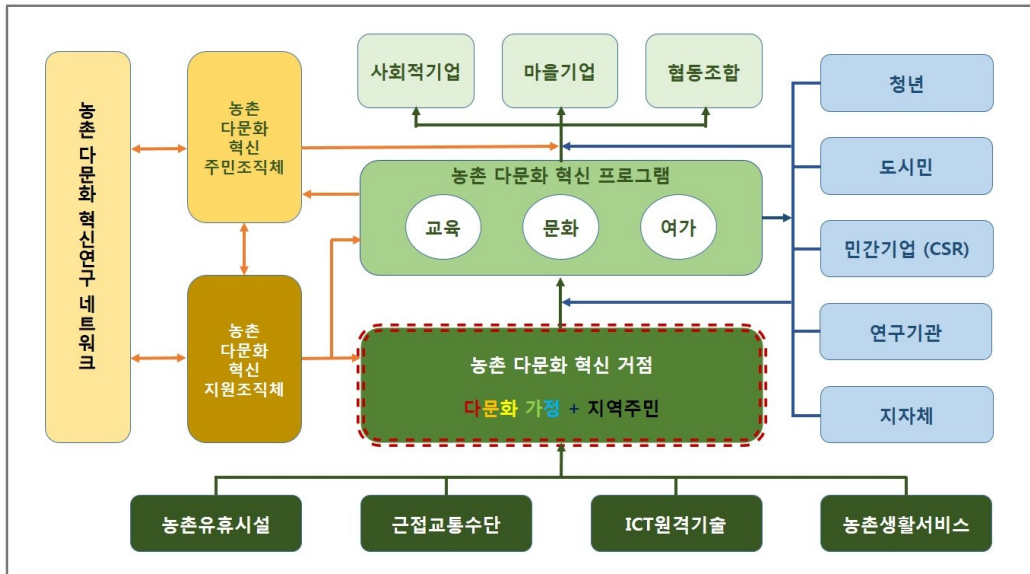 농촌 다문화 혁신연구 네트워크
농촌
다문화
혁신
주민조직체
농촌
다문화
혁신
지원조직체
사회적기업
마을기업
협동조합
농촌 다문화 혁신 프로그램
교육
문화
여가
농촌 다문화 혁신 거점
다문화 가정 + 지역주민
청년
도시민
민간기업 (CSR)
연구기관
지자체
농촌유휴시설
근접교통수단
ICT원격기술
농촌생활서비스